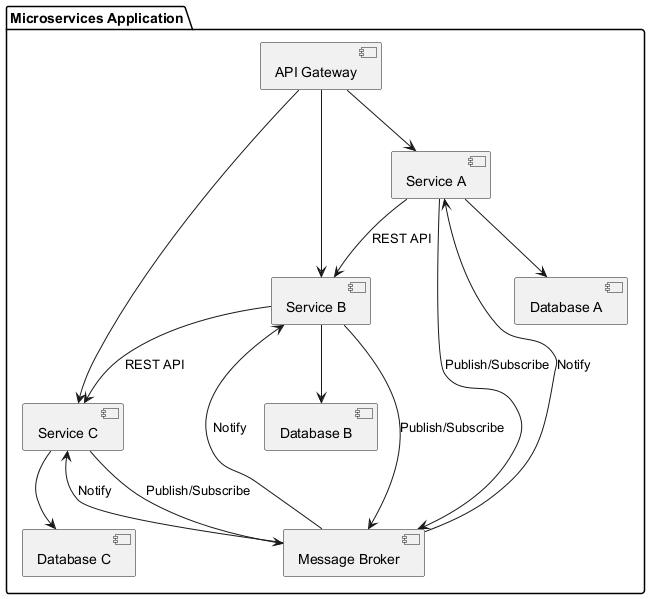 Microservices Application
API Gateway
Service A
REST API
Service B
Database A
REST API
Publish/Subscribe
Notify
Service C
Notify
Database B
Publish/Subscribe
Notify
Publish/Subscribe
Database C
Message Broker